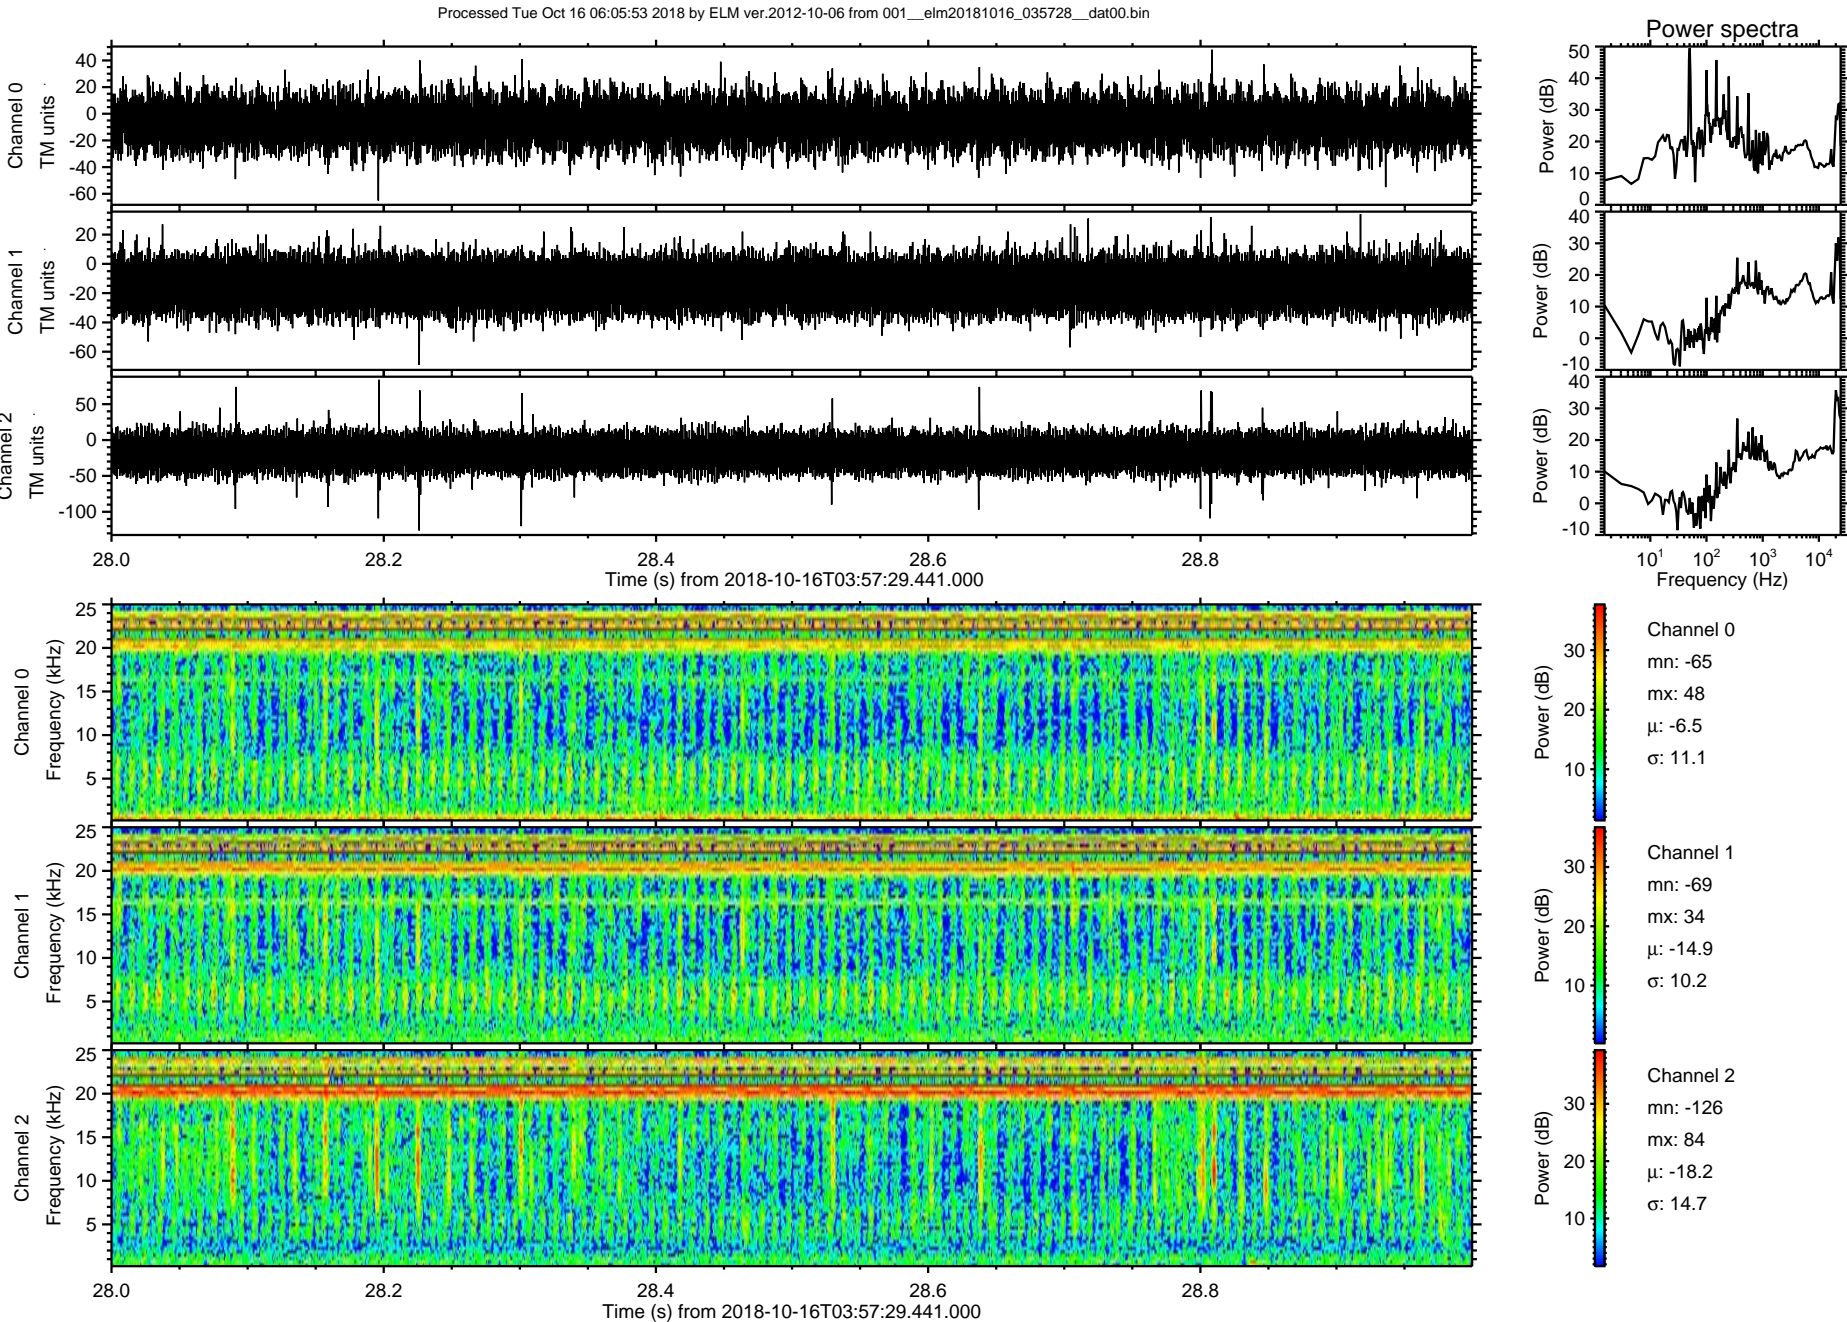 Processed Tue Oct 16 06:05:53 2018 by ELM ver.2012-10-06 from 001__elm20181016_035728__dat00.bin
Power spectra
Channel 0
TM units
40
20
0
-20
-40
-60
Power (dB)
50
40
30
20
10
0
Channel 1
TM units
20
0
-20
-40
-60
Power (dB)
40
30
20
10
0
-10
Channel 2
TM units
50
0
-50
-100
Power (dB)
40
30
20
10
0
-10
28.0 28.2 28.4 28.6 28.8
Time (s) from 2018-10-16T03:57:29.441.000
10^1 10^2 10^3 10^4
Frequency (Hz)
Channel 0
Frequency (kHz)
25
20
15
10
5
Power (dB)
30
20
10
Channel 0
mn: -65
mx: 48
μ: -6.5
σ: 11.1
Channel 1
Frequency (kHz)
25
20
15
10
5
Power (dB)
30
20
10
Channel 1
mn: -69
mx: 34
μ: -14.9
σ: 10.2
Channel 2
Frequency (kHz)
25
20
15
10
5
Power (dB)
30
20
10
Channel 2
mn: -126
mx: 84
μ: -18.2
σ: 14.7
28.0 28.2 28.4 28.6 28.8
Time (s) from 2018-10-16T03:57:29.441.000